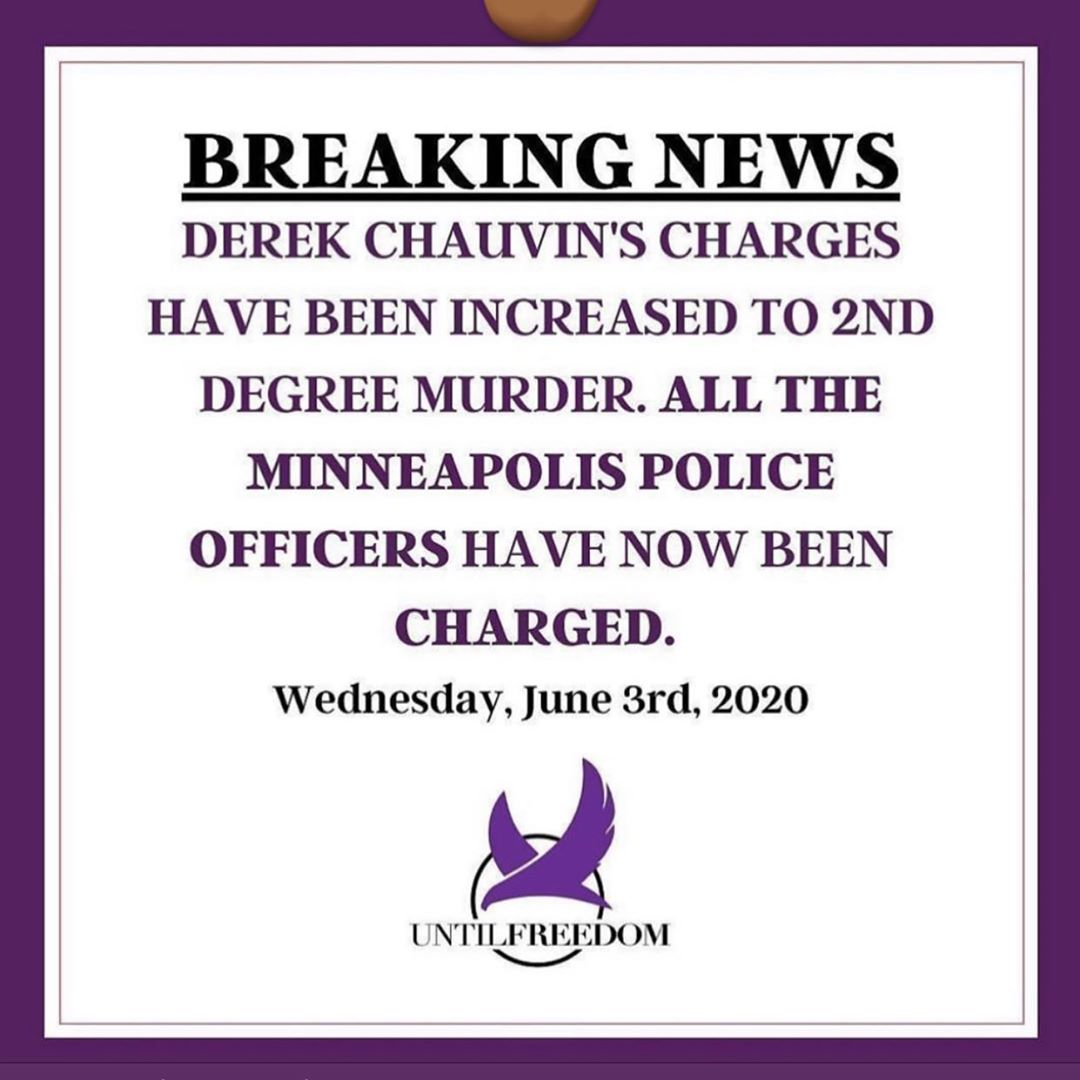 BREAKING NEWS
DEREK CHAUVIN'S CHARGES
HAVE BEEN INCREASED TO 2ND
DEGREE MURDER. ALL THE
MINNEAPOLIS POLICE
OFFICERS HAVE NOW BEEN
CHARGED.
Wednesday, June 3rd, 2020
UNTILFREEDOM